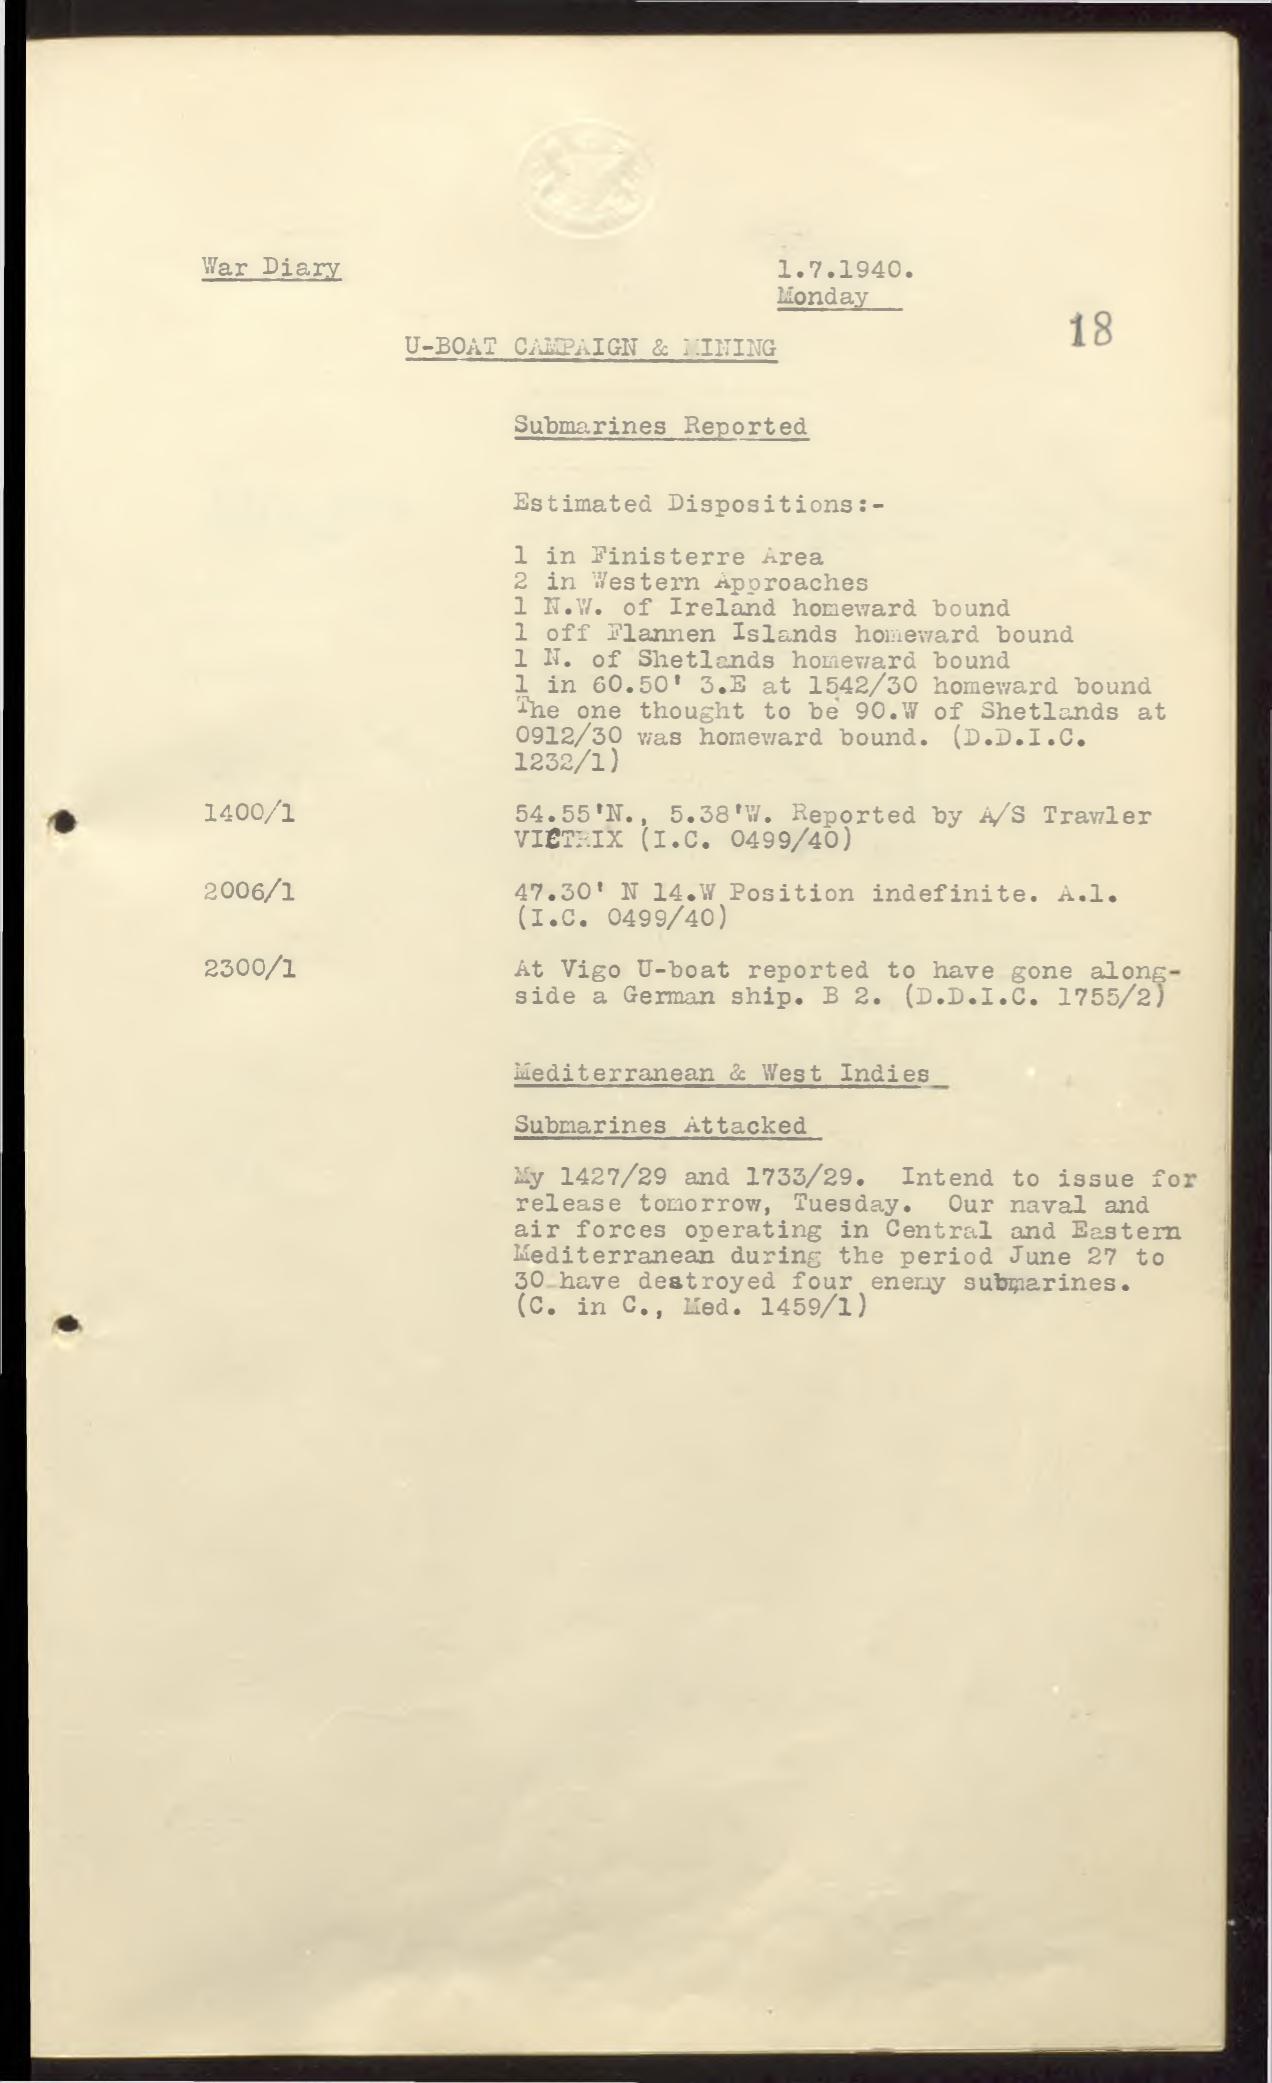 War Diary
1.7.1940.
Monday
18
U-BOAT CAMPAIGN & MINING
Submarines Reported
Estimated Dispositions:-
1 in Finisterre Area
2 in Western Approaches
1 N.W. of Ireland homeward bound
1 off Flannen Islands homeward bound
1 N. of Shetlands homeward bound
1 in 60.50' 3.E at 1542/30 homeward bound
The one thought to be 90.W of Shetlands at
0912/30 was homeward bound. (D.D.I.C.
1232/1)
1400/1 54.55'N., 5.38'W. Reported by A/S Trawler
VICTRIX (I.C. 0499/40)
2006/1 47.30' N 14.W Position indefinite. A.1.
(I.C. 0499/40)
2300/1 At Vigo U-boat reported to have gone along-
side a German ship. B 2. (D.D.I.C. 1755/2)
Mediterranean & West Indies
Submarines Attacked
My 1427/29 and 1733/29. Intend to issue for
release tomorrow, Tuesday. Our naval and
air forces operating in Central and Eastern
Mediterranean during the period June 27 to
30 have destroyed four enemy submarines.
(C. in C., Med. 1459/1)